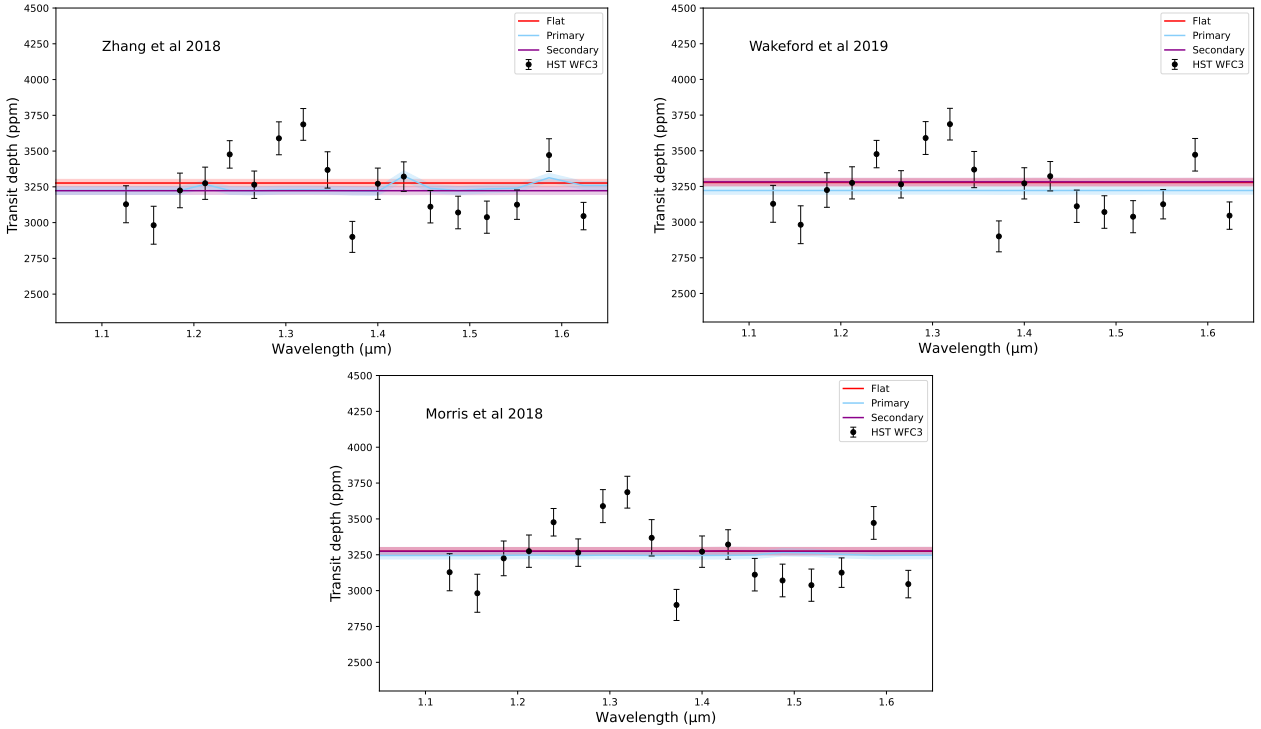 4500
4250
4000
3750
3500
3250
3000
2750
2500
Transit depth (ppm)
Zhang et al 2018
Flat
Primary
Secondary
HST WFC3
1.1 1.2 1.3 1.4 1.5 1.6
Wavelength (μm)
4500
4250
4000
3750
3500
3250
3000
2750
2500
Transit depth (ppm)
Wakeford et al 2019
Flat
Primary
Secondary
HST WFC3
1.1 1.2 1.3 1.4 1.5 1.6
Wavelength (μm)
4500
4250
4000
3750
3500
3250
3000
2750
2500
Transit depth (ppm)
Morris et al 2018
Flat
Primary
Secondary
HST WFC3
1.1 1.2 1.3 1.4 1.5 1.6
Wavelength (μm)